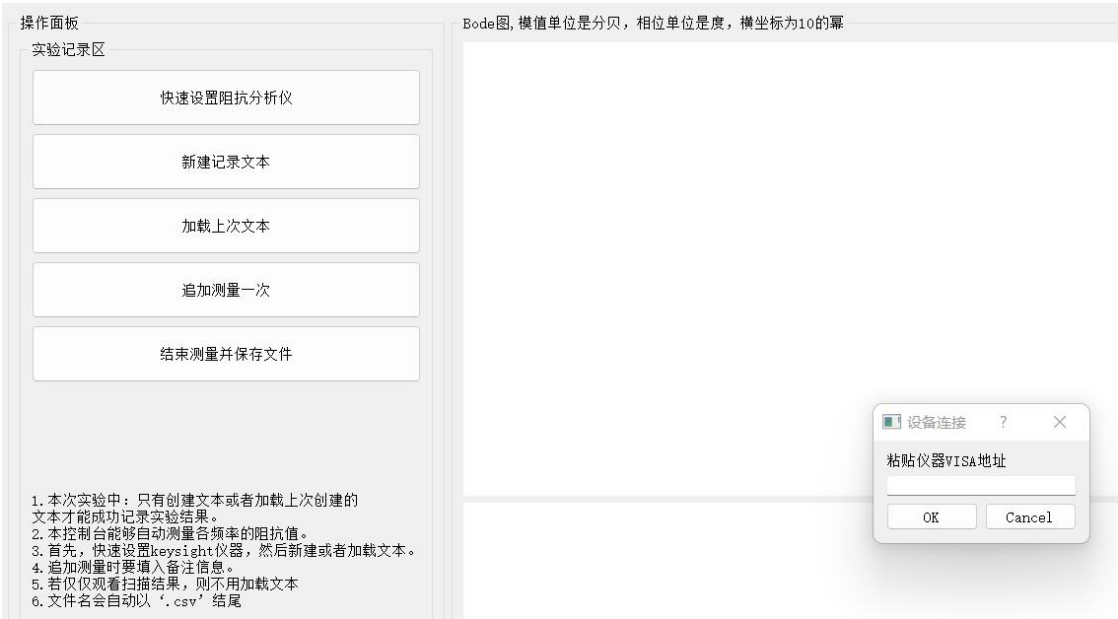 操作面板
实验记录区
快速设置阻抗分析仪
新建记录文本
加载上次文本
追加测量一次
结束测量并保存文件
1.本次实验中：只有创建文本或者加载上次创建的
文本才能成功记录实验结果。
2.本控制台能够自动测量各频率的阻抗值。
3.首先，快速设置keysight仪器，然后新建或者加载文本。
4.追加测量时要填入备注信息。
5.若仅仅观看扫描结果，则不用加载文本
6.文件名会自动以‘.csv’结尾
Bode图,模值单位是分贝，相位单位是度，横坐标为10的幂
设备连接 ?
粘贴仪器VISA地址
OK Cancel